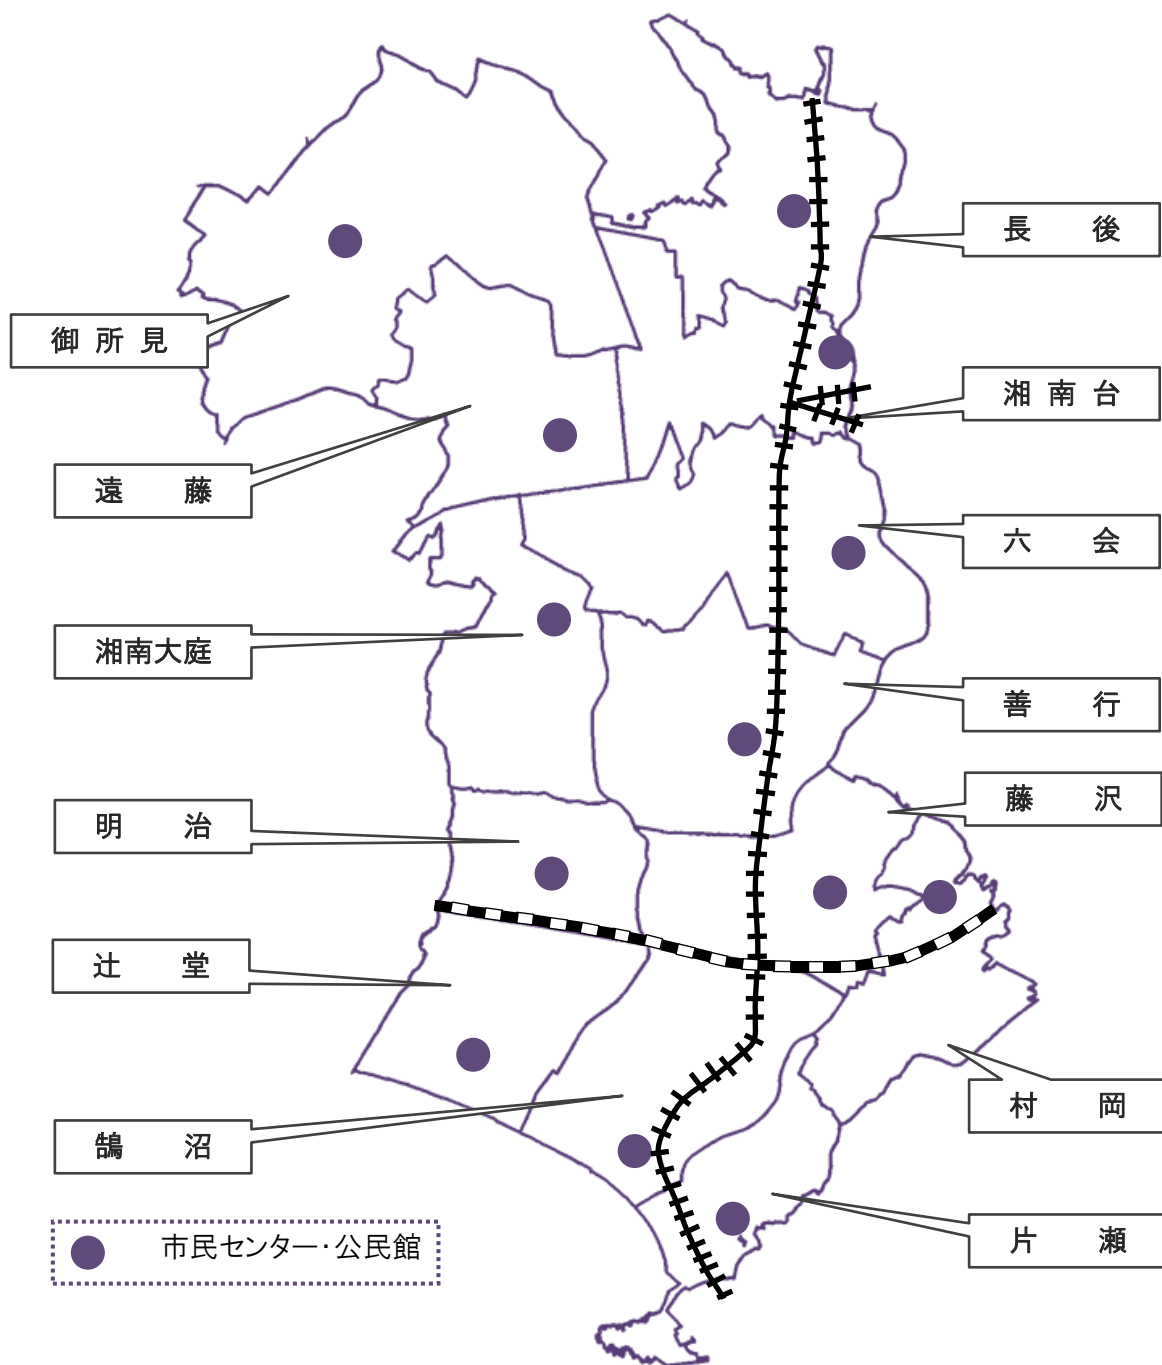 長 後
御 所 見
湘 南 台
遠 藤
六 会
湘南大庭
善 行
藤 沢
明 治
辻 堂
村 岡
鵠 沼
片 瀬
市民センター・公民館